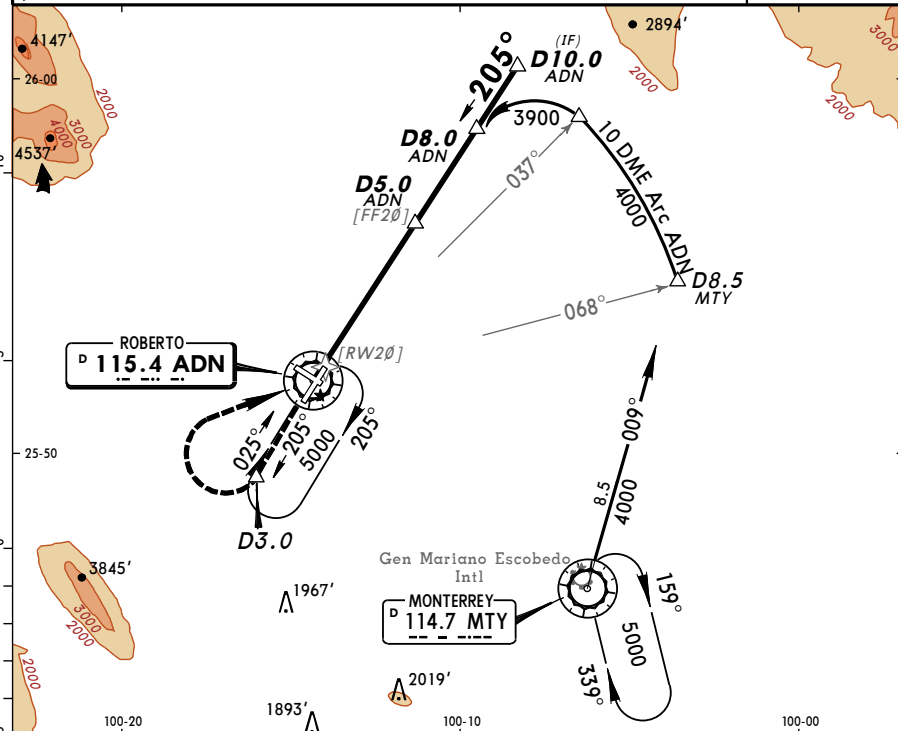 4147'
2000
3000
4000
4537'
26-00
205°
(IF)
D10.0
ADN
2894'
2000
3000
2000
3900
D8.0
ADN
10 DME Arc ADN
4000
037°
D5.0
ADN
[FF2Ø]
068°
D8.5
MTY
ROBERTO
D 115.4 ADN
[RW2Ø]
025°
205°
5000
205°
25-50
D3.0
009°
8.5
4000
Gen Mariano Escobedo
Intl
MONTERREY
D 114.7 MTY
159°
5000
339°
3845'
3000
2000
1967'
2019'
1893'
2000
100-20
100-10
100-00